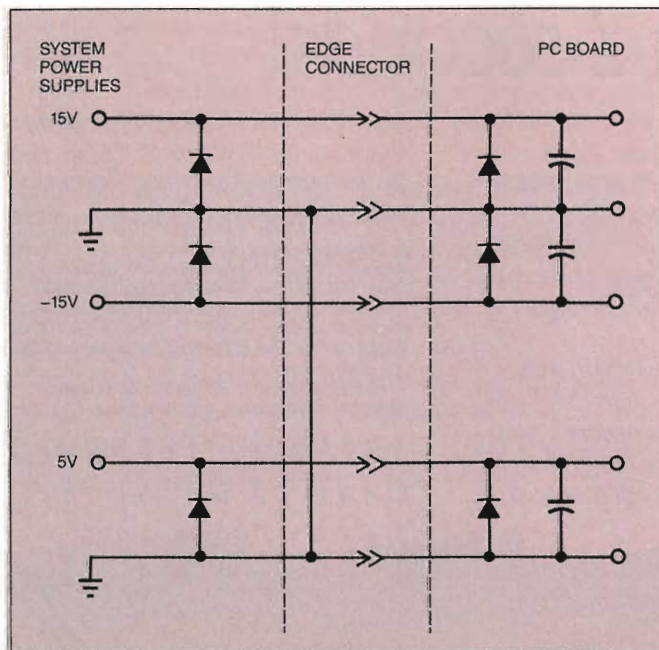 SYSTEM
POWER
SUPPLIES
EDGE
CONNECTOR
PC BOARD
15V
–15V
5V